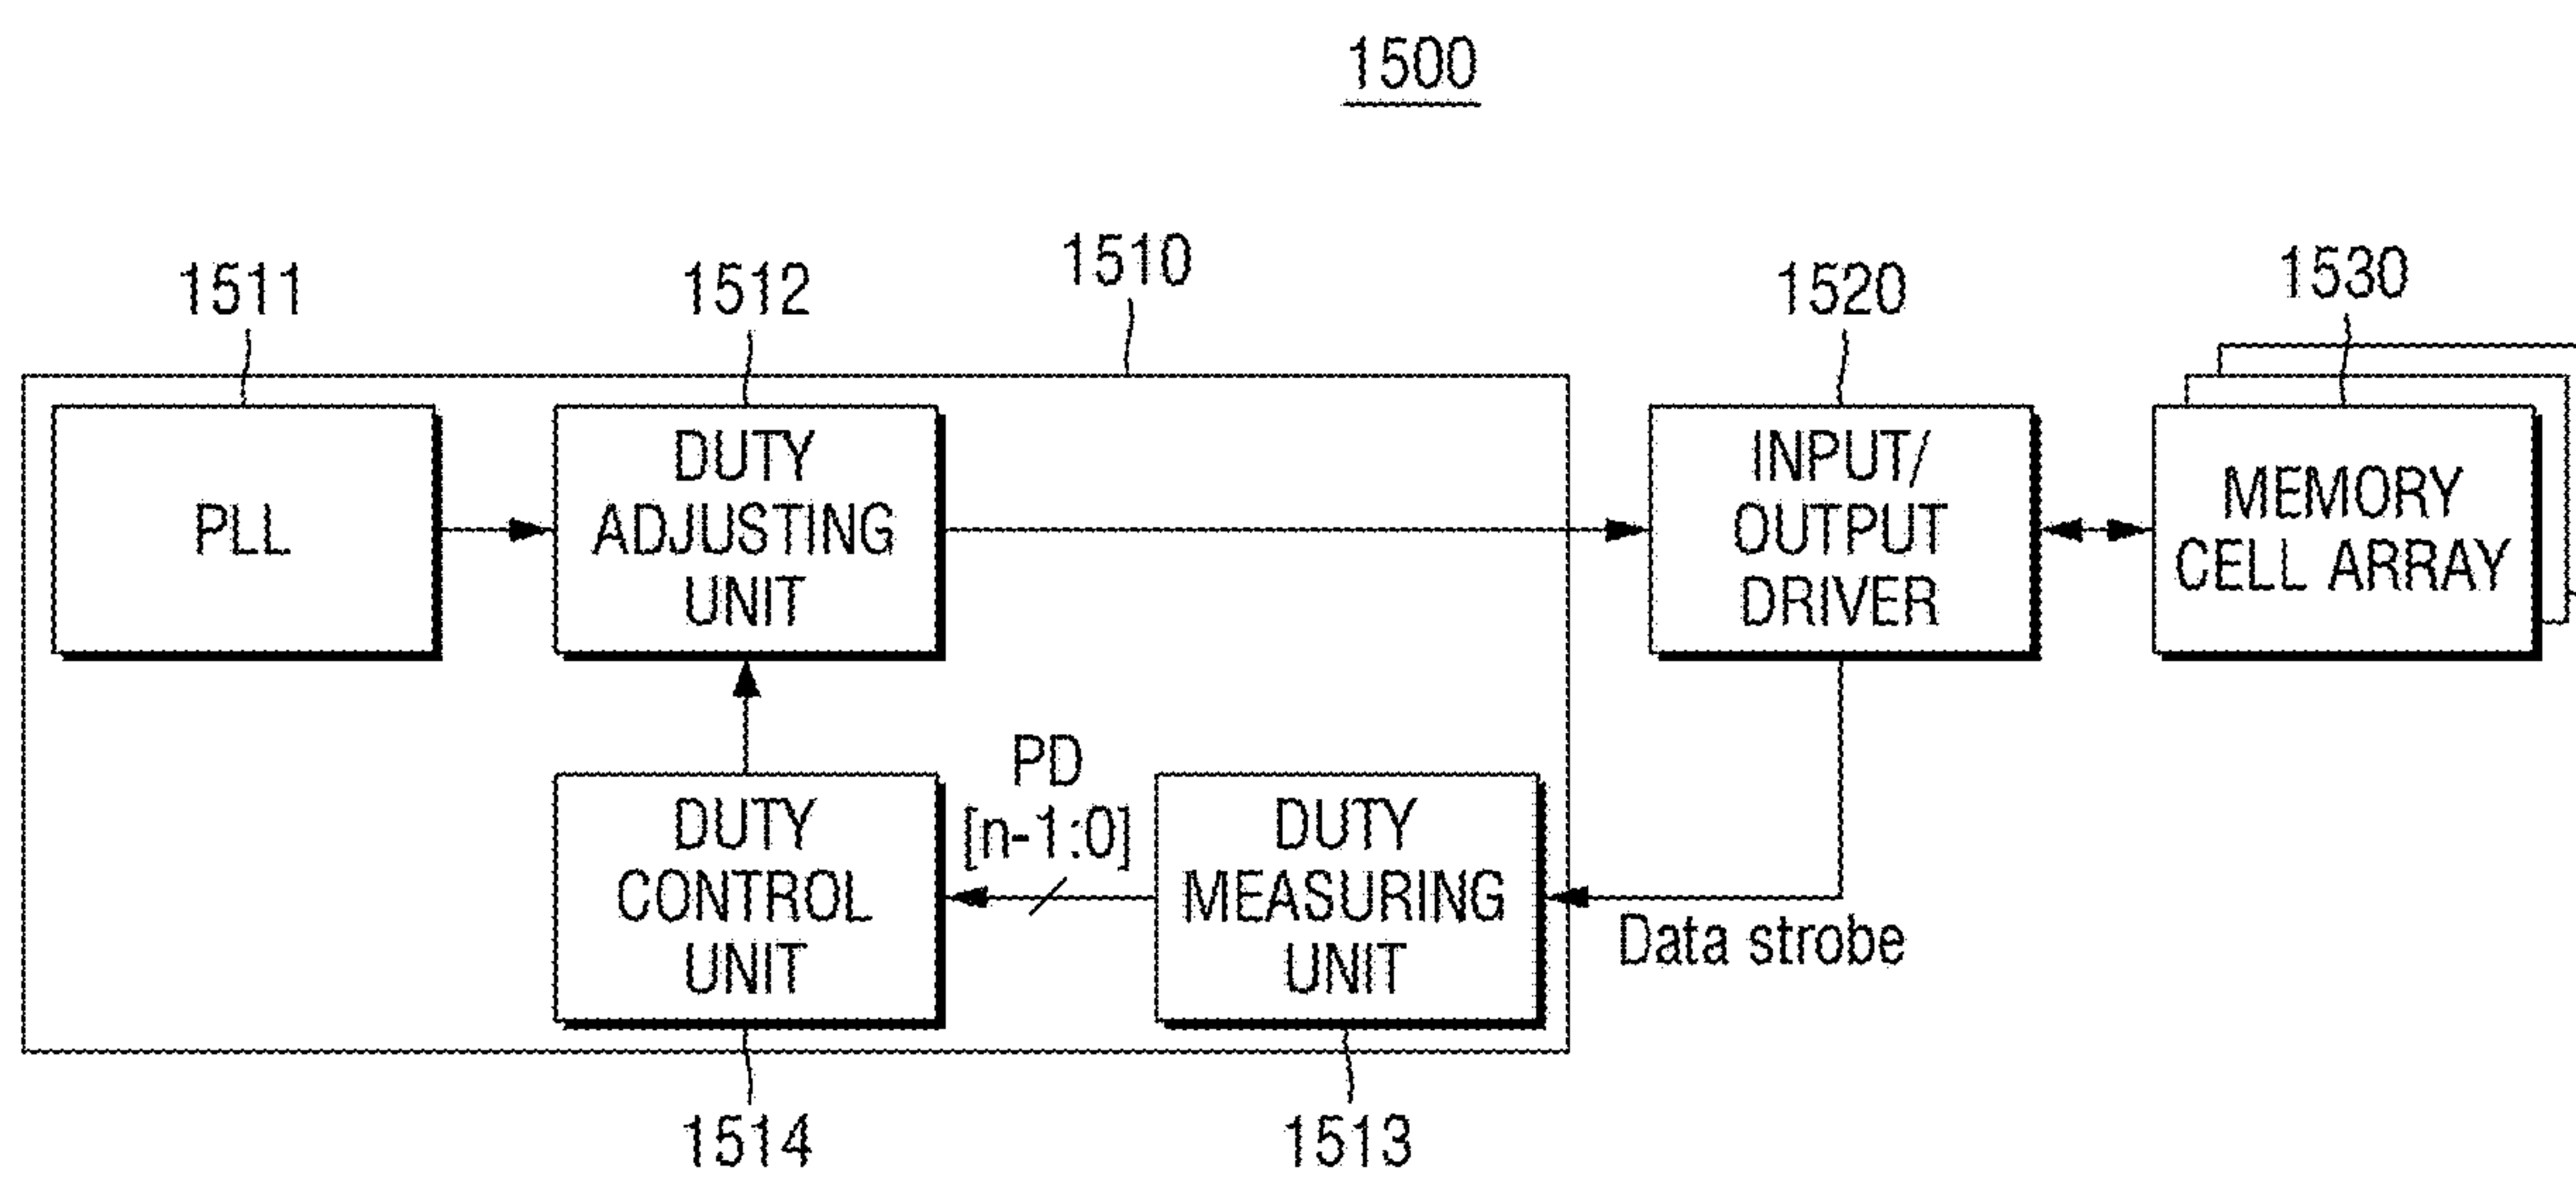 1500
1511
1512
1510
1520
1530
PLL
DUTY
ADJUSTING
UNIT
INPUT/
OUTPUT
DRIVER
MEMORY
CELL ARRAY
DUTY
CONTROL
UNIT
PD
[n-1:0]
DUTY
MEASURING
UNIT
Data strobe
1514
1513